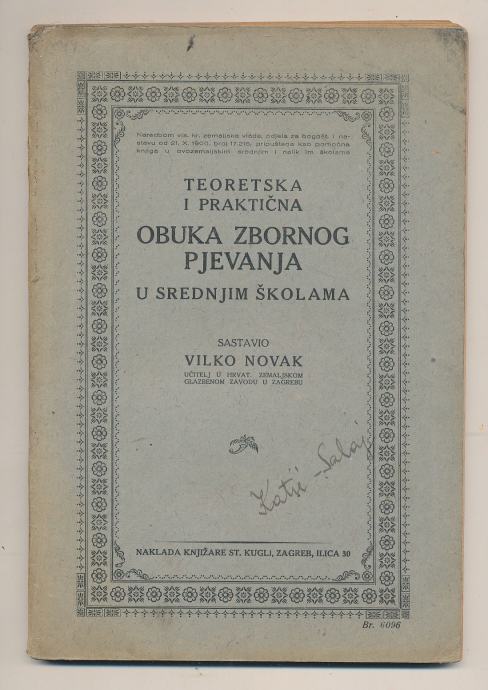 Naredbom vis. kr. zemaljske vlade, odjela za bogošt. i na-
stavu od 21. X. 1900. broj 17.216. pripuštena kao pomoćna
knjiga u ovozemaljskim srednjim i nalik im školama
TEORETSKA
I PRAKTIČNA
OBUKA ZBORNOG
PJEVANJA
U SREDNJIM ŠKOLAMA
SASTAVIO
VILKO NOVAK
UČITELJ U HRVAT. ZEMALJSKOM
GLAZBENOM ZAVODU U ZAGREBU
Salaj
NAKLADA KNJIŽARE ST. KUGLI, ZAGREB, ILICA 30
Br. 6096